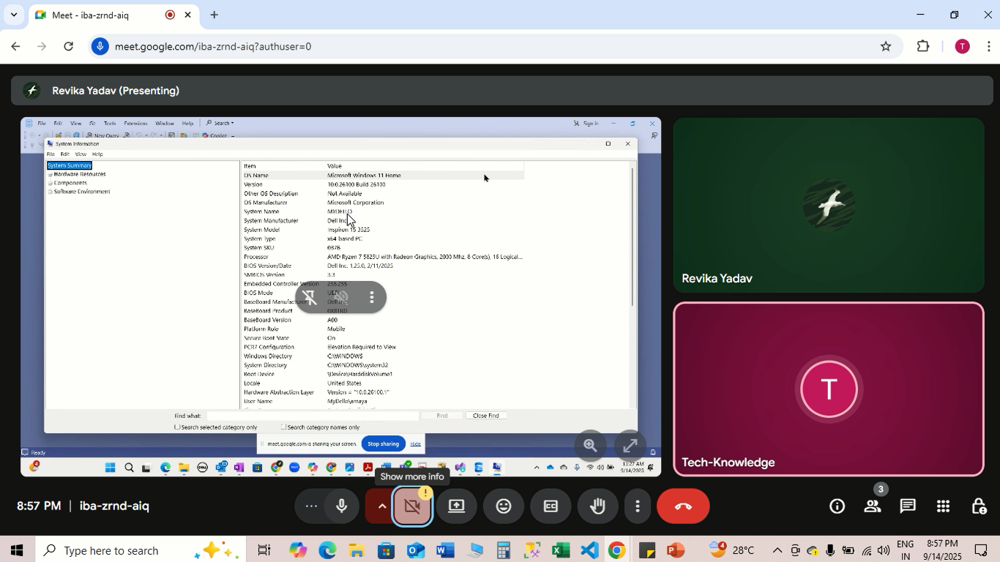 Meet - iba-zrnd-aiq
meet.google.com/iba-zrnd-aiq?authuser=0
T
Revika Yadav (Presenting)
File Edit View Git Tools Extensions Window Help Search
Sign in
New Query
Copilot
System Information
File Edit View Help
System Summary
Hardware Resources
Components
Software Environment
Item Value
OS Name Microsoft Windows 11 Home
Version 10.0.26100 Build 26100
Other OS Description Not Available
OS Manufacturer Microsoft Corporation
System Name MYDELLO
System Manufacturer Dell Inc.
System Model Inspiron 15 3525
System Type x64-based PC
System SKU 0B7B
Processor AMD Ryzen 7 5825U with Radeon Graphics, 2000 Mhz, 8 Core(s), 16 Logical...
BIOS Version/Date Dell Inc. 1.25.0, 2/11/2025
SMBIOS Version 3.3
Embedded Controller Version 255.255
BIOS Mode
BaseBoard Manufacturer Dell Inc.
BaseBoard Product
BaseBoard Version A00
Platform Role Mobile
Secure Boot State On
PCR7 Configuration Elevation Required to View
Windows Directory C:\WINDOWS
System Directory C:\WINDOWS\system32
Boot Device \Device\HarddiskVolume1
Locale United States
Hardware Abstraction Layer Version = "10.0.26100.1"
User Name MyDello\amaya
Find what: Find Close Find
Search selected category only Search category names only
meet.google.com is sharing your screen. Stop sharing Hide
Ready
4
11:27 AM
9/14/2025
Revika Yadav
T
Tech-Knowledge
Show more info
8:57 PM | iba-zrnd-aiq
3
Type here to search
4
28°C
ENG
IN
8:57 PM
9/14/2025